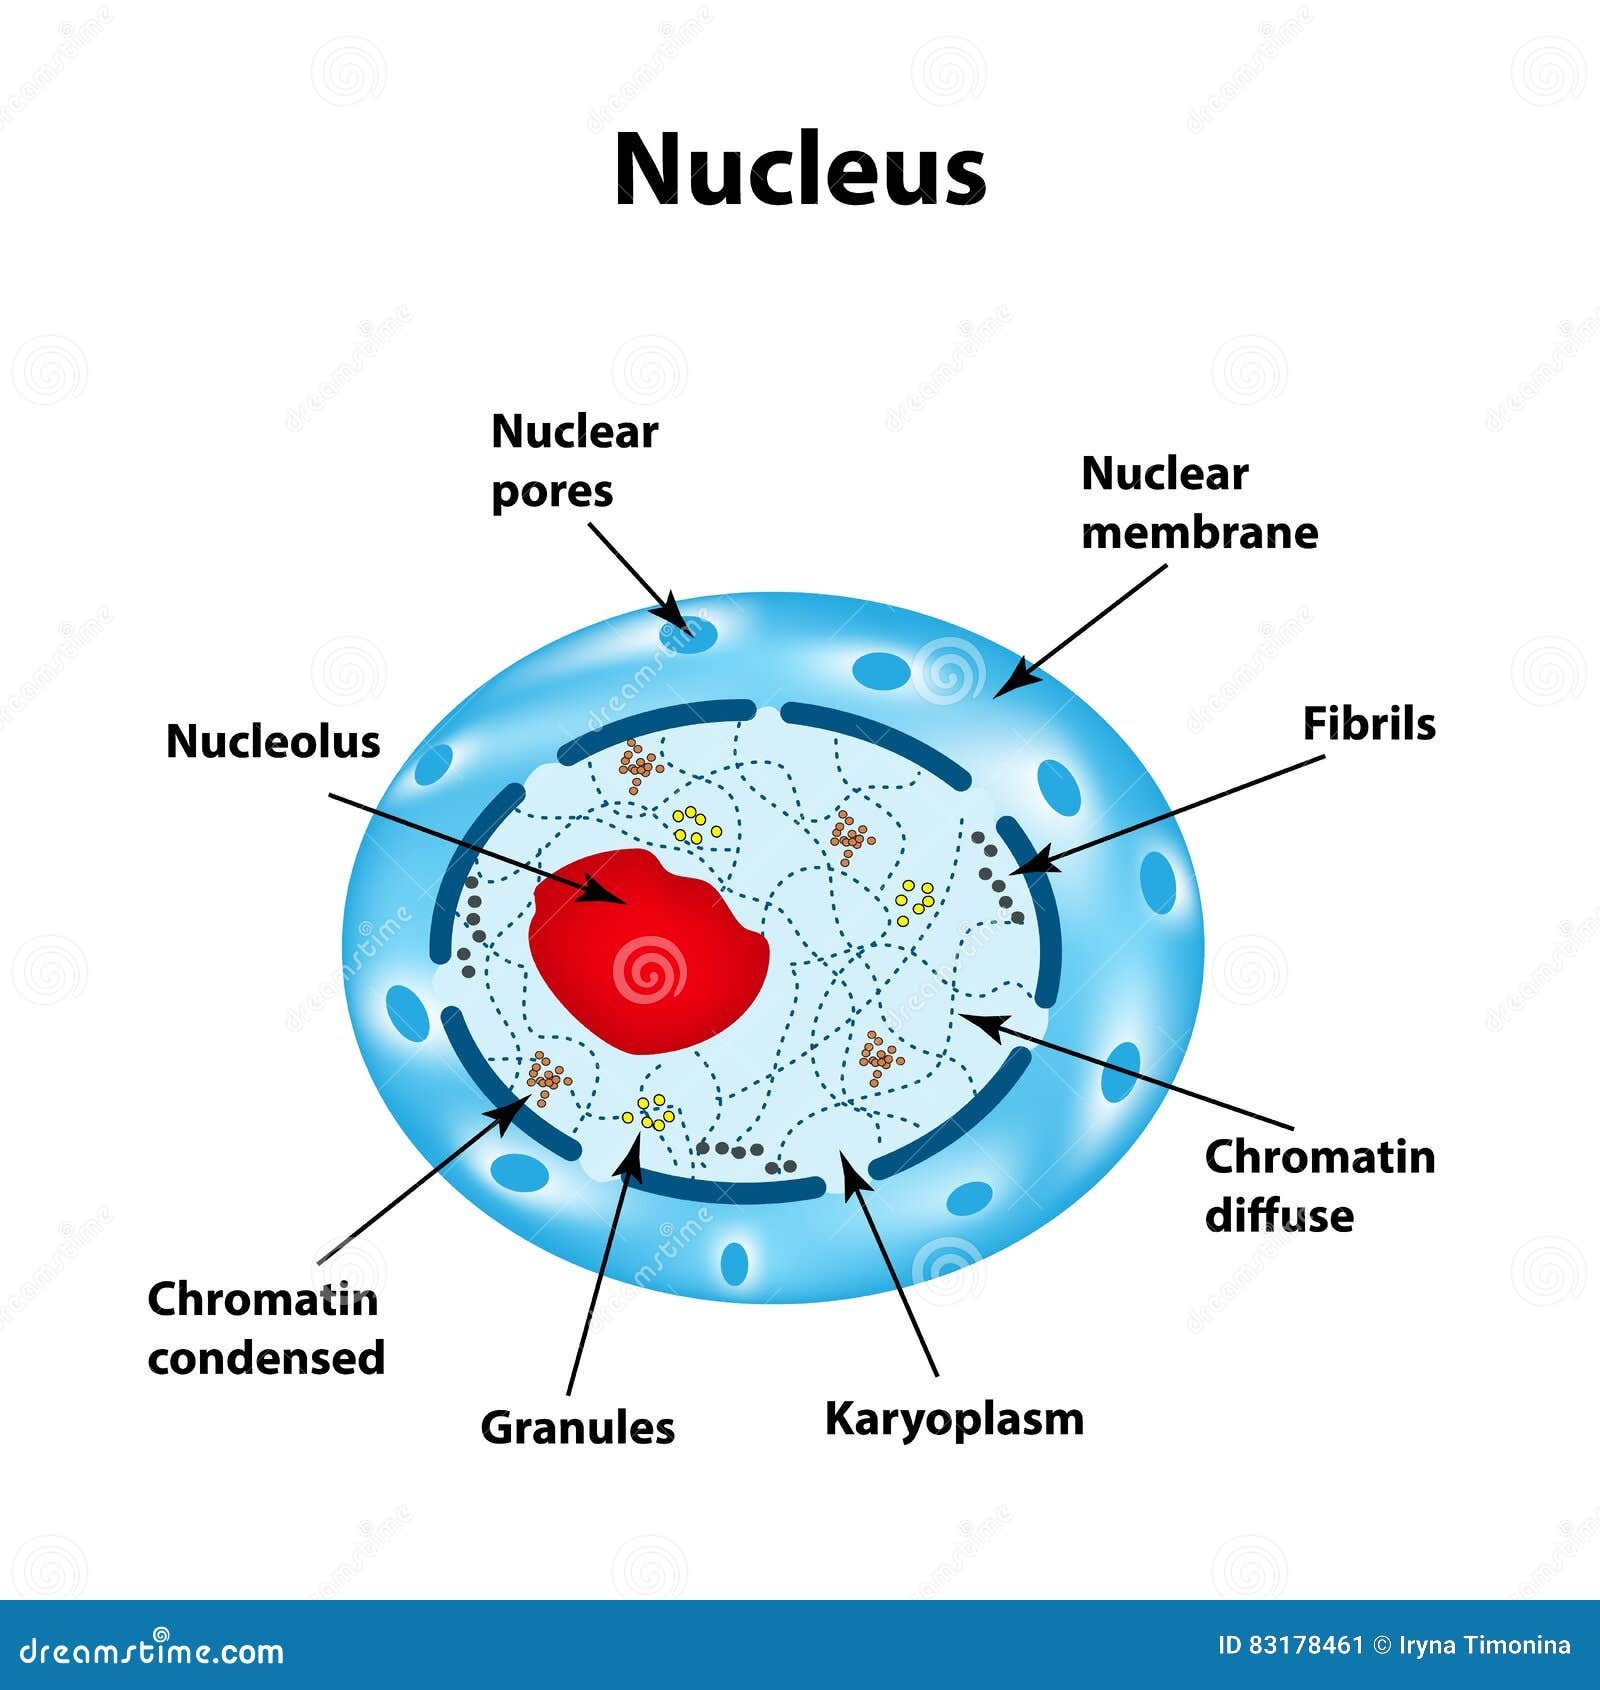 Nucleus
Nuclear
pores
Nuclear
membrane
Nucleolus
Fibrils
Chromatin
diffuse
Chromatin
condensed
Granules
Karyoplasm
dreamstime
dreamstime.com
ID 83178461 © Iryna Timonina